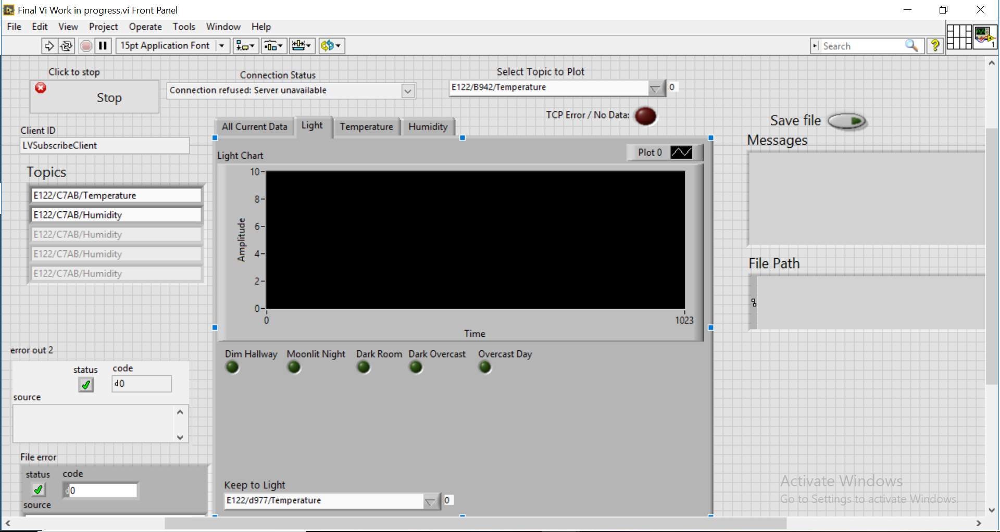 Final Vi Work in progress.vi Front Panel
File Edit View Project Operate Tools Window Help
15pt Application Font
Search
1
Click to stop
Stop
Connection Status
Connection refused: Server unavailable
Select Topic to Plot
E122/B942/Temperature
0
TCP Error / No Data:
Save file
Messages
Client ID
LVSubscribeClient
Topics
E122/C7AB/Temperature
E122/C7AB/Humidity
E122/C7AB/Humidity
E122/C7AB/Humidity
E122/C7AB/Humidity
All Current Data
Light
Temperature
Humidity
Light Chart
Plot 0
10
8
6
4
2
0
Amplitude
0
1023
Time
File Path
Dim Hallway
Moonlit Night
Dark Room
Dark Overcast
Overcast Day
error out 2
status
code
d0
source
File error
status
code
d0
source
Keep to Light
E122/d977/Temperature
0
Activate Windows
Go to Settings to activate Windows.